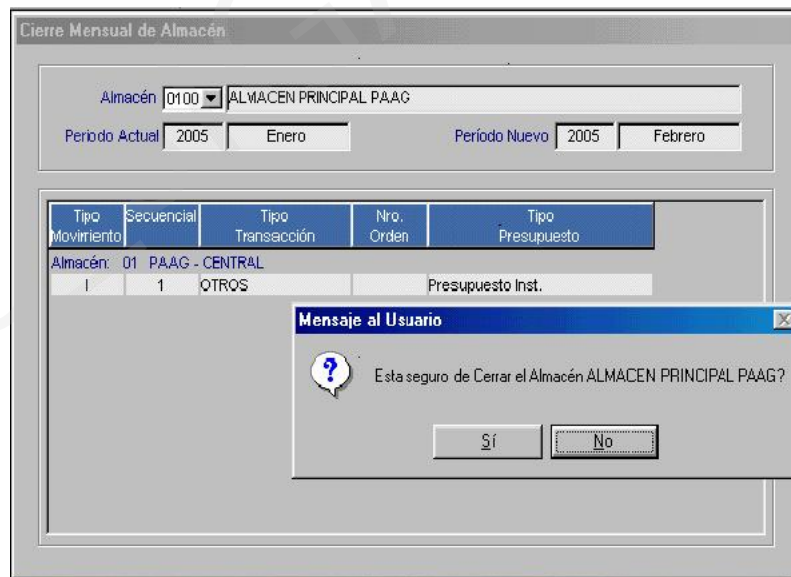 Cierre Mensual de Almacén
Almacén 0100 ALMACEN PRINCIPAL PAAG
Periodo Actual 2005 Enero Período Nuevo 2005 Febrero
Tipo Movimiento Secuencial Tipo Transacción Nro. Orden Tipo Presupuesto
Almacén: 01 PAAG - CENTRAL
I 1 OTROS Presupuesto Inst.
Mensaje al Usuario
Esta seguro de Cerrar el Almacén ALMACEN PRINCIPAL PAAG?
Sí No